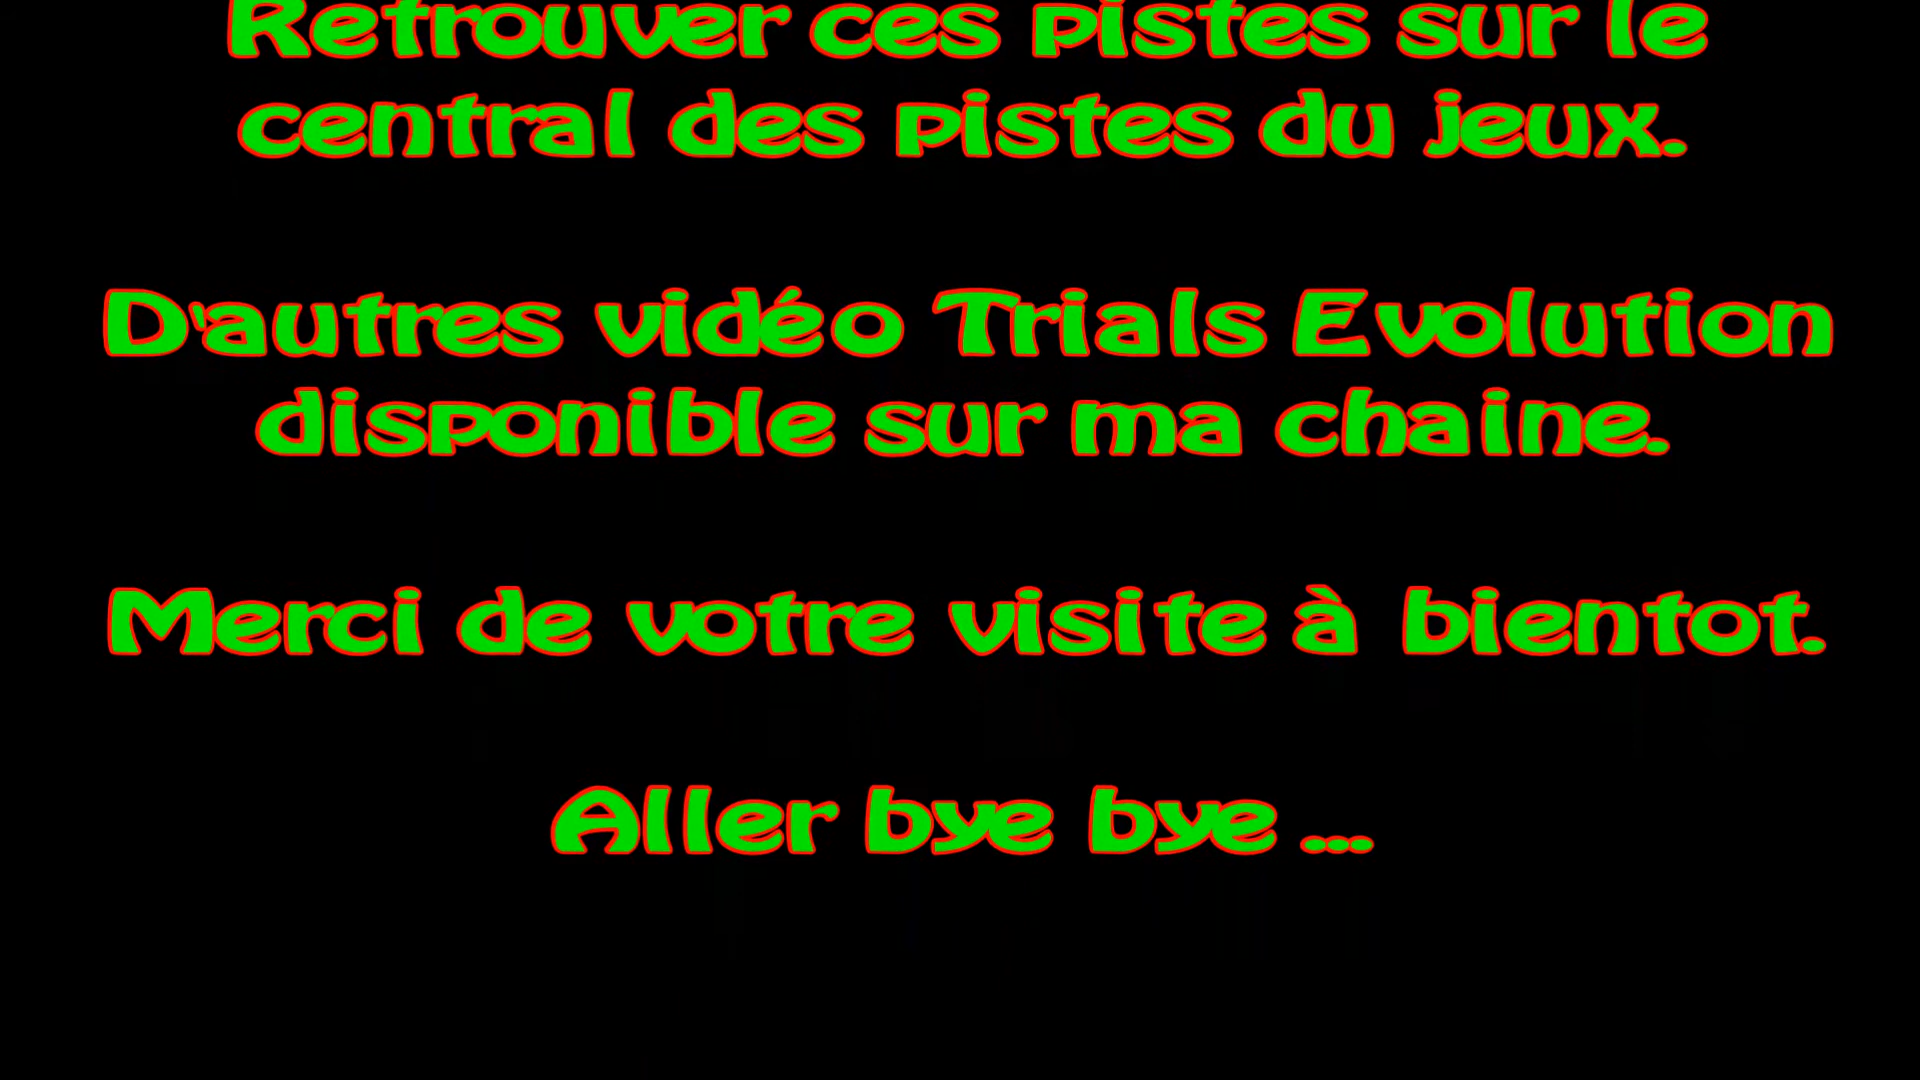 Retrouver ces pistes sur le
central des pistes du jeux.
D'autres vidéo Trials Evolution
disponible sur ma chaine.
Merci de votre visite à bientot.
Aller bye bye ...